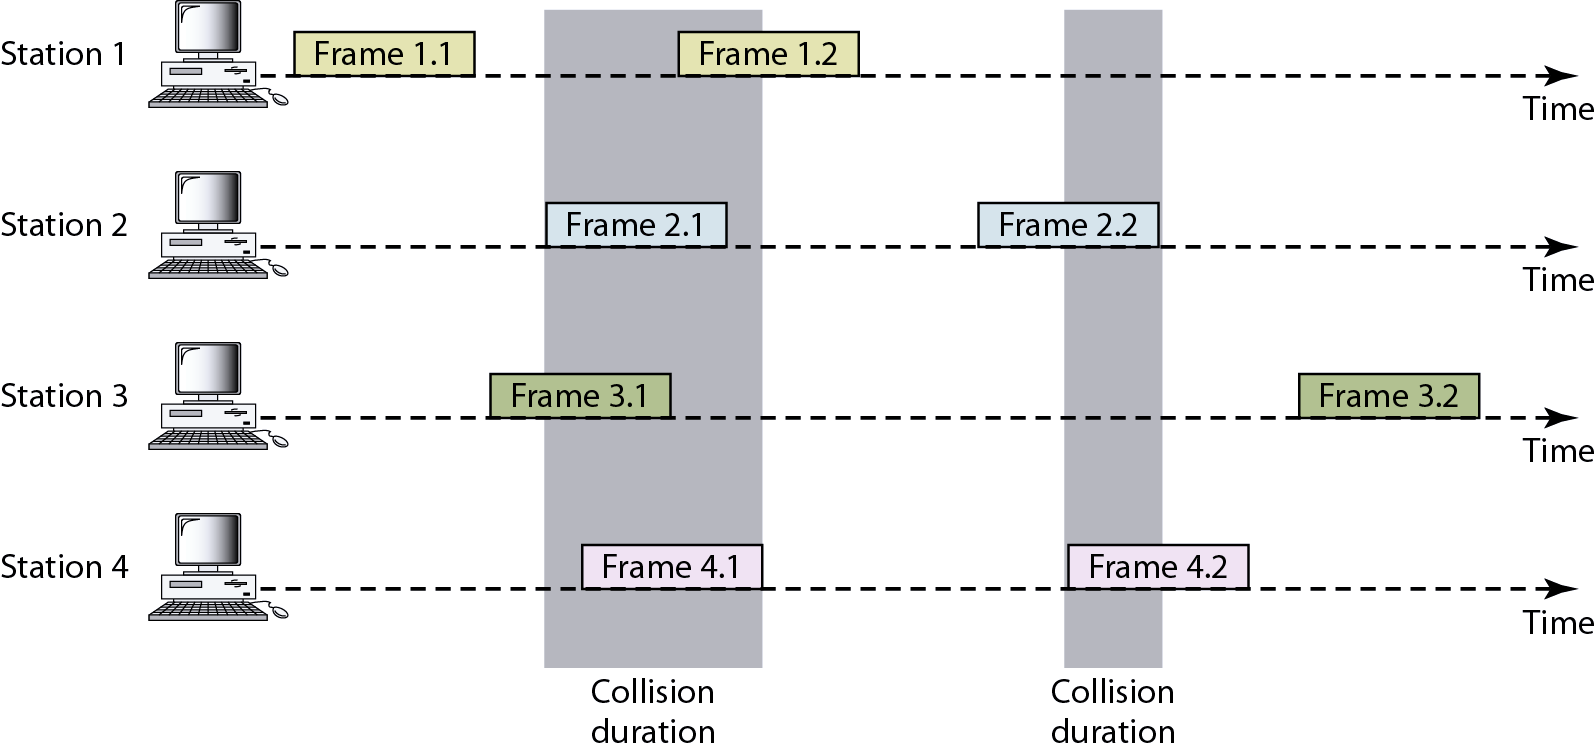 Station 1
Frame 1.1
Frame 1.2
Time
Station 2
Frame 2.1
Frame 2.2
Time
Station 3
Frame 3.1
Frame 3.2
Time
Station 4
Frame 4.1
Frame 4.2
Time
Collision
duration
Collision
duration